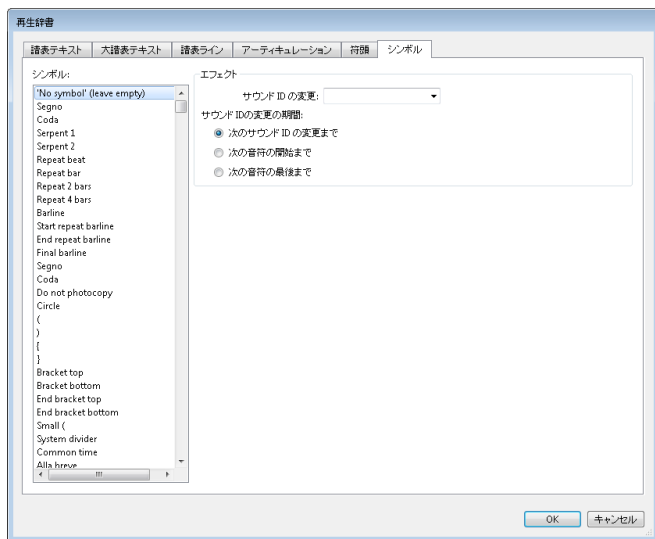 再生辞書
譜表テキスト 大譜表テキスト 譜表ライン アーティキュレーション 符頭 シンボル
シンボル:
'No symbol' (leave empty)
Segno
Coda
Serpent 1
Serpent 2
Repeat beat
Repeat bar
Repeat 2 bars
Repeat 4 bars
Barline
Start repeat barline
End repeat barline
Final barline
Segno
Coda
Do not photocopy
Circle
(
)
[
}
Bracket top
Bracket bottom
End bracket top
End bracket bottom
Small (
System divider
Common time
Alla breve
エフェクト
サウンド ID の変更:
サウンド IDの変更の期間:
次のサウンド ID の変更まで
次の音符の開始まで
次の音符の最後まで
OK キャンセル